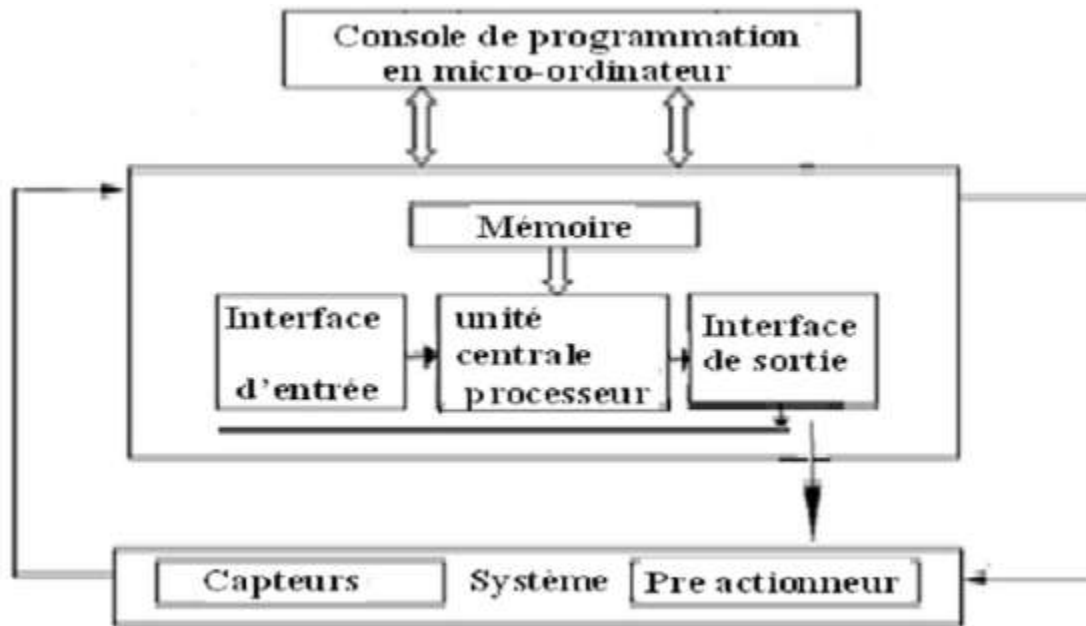 Console de programmation
en micro-ordinateur
Mémoire
Interface
d'entrée
unité
centrale
processeur
Interface
de sortie
Capteurs
Système
Pre actionneur